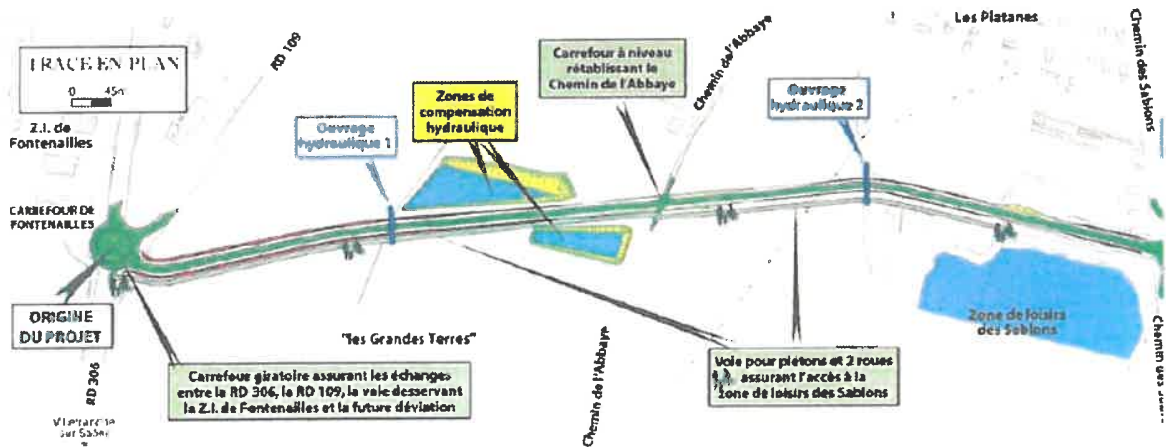 TRACE EN PLAN
0 45m
Z.I. de
Fontenailles
RD 109
CARREFOUR DE
FONTENAILLES
ORIGINE
DU PROJET
RD 306
Ouvrage
hydraulique 1
Zones de
compensation
hydraulique
Carrefour à niveau
rétablissant le
Chemin de l'Abbaye
Chemin de l'Abbaye
Ouvrage
hydraulique 2
Les Platanes
Chemin des Sablons
"les Grandes Terres"
Carrefour giratoire assurant les échanges
entre la RD 306, la RD 109, la voie desservant
la Z.I. de Fontenailles et la future déviation
Chemin de l'Abbaye
Voie pour piétons et 2 roues
assurant l'accès à la
zone de loisirs des Sablons
Zone de loisirs
des Sablons
Chemin des